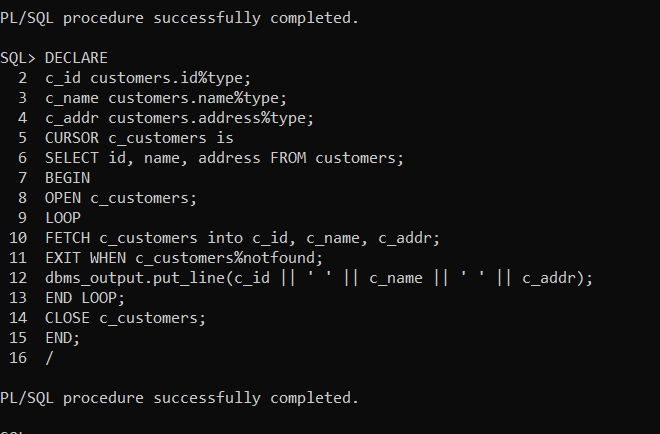 PL/SQL procedure successfully completed.
SQL> DECLARE
2 c_id customers.id%type;
3 c_name customers.name%type;
4 c_addr customers.address%type;
5 CURSOR c_customers is
6 SELECT id, name, address FROM customers;
7 BEGIN
8 OPEN c_customers;
9 LOOP
10 FETCH c_customers into c_id, c_name, c_addr;
11 EXIT WHEN c_customers%notfound;
12 dbms_output.put_line(c_id || ' ' || c_name || ' ' || c_addr);
13 END LOOP;
14 CLOSE c_customers;
15 END;
16 /
PL/SQL procedure successfully completed.